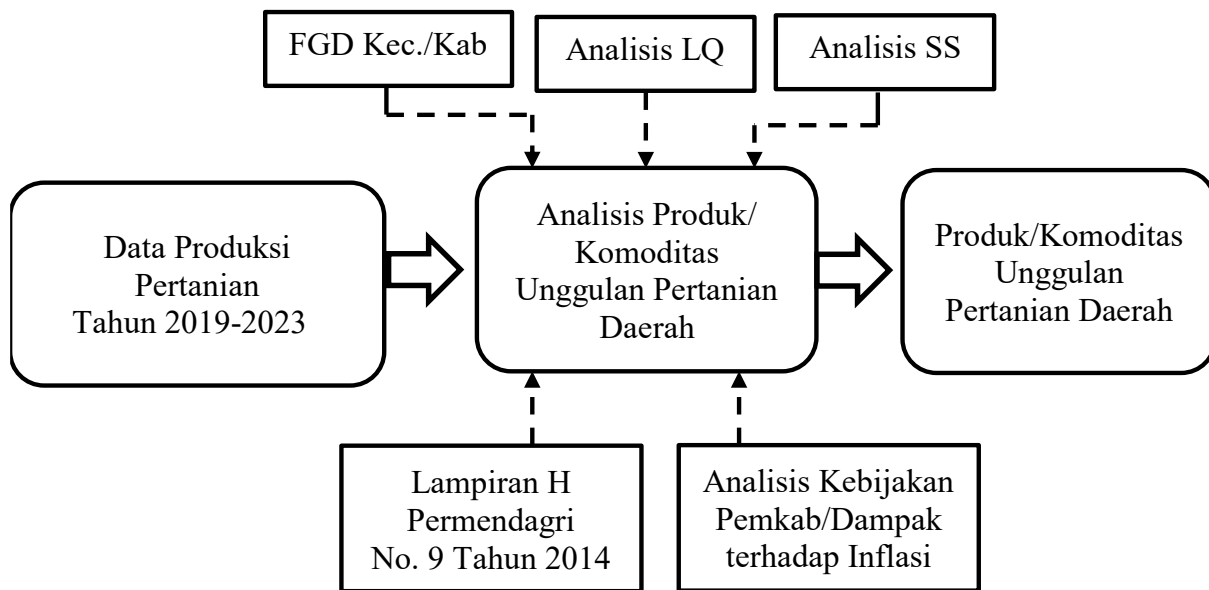 FGD Kec./Kab
Analisis LQ
Analisis SS
Data Produksi
Pertanian
Tahun 2019-2023
Analisis Produk/
Komoditas
Unggulan Pertanian
Daerah
Produk/Komoditas
Unggulan
Pertanian Daerah
Lampiran H
Permendagri
No. 9 Tahun 2014
Analisis Kebijakan
Pemkab/Dampak
terhadap Inflasi